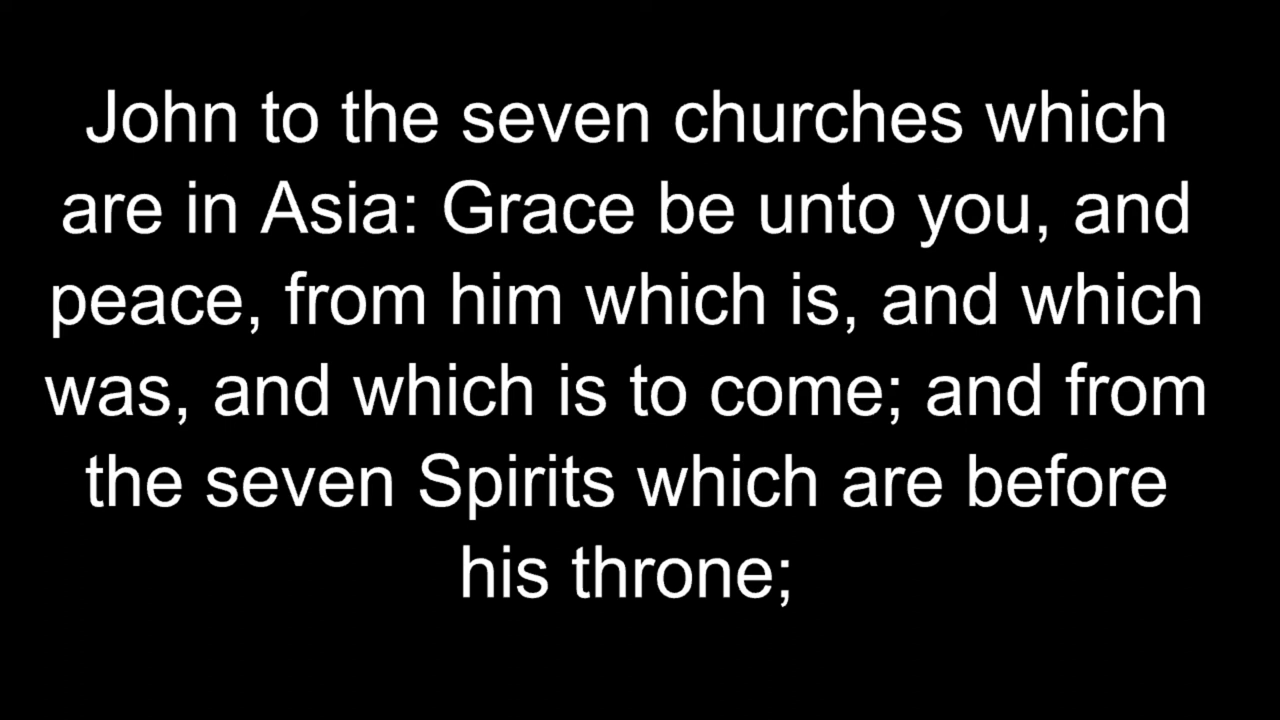 John to the seven churches which
are in Asia: Grace be unto you, and
peace, from him which is, and which
was, and which is to come; and from
the seven Spirits which are before
his throne;